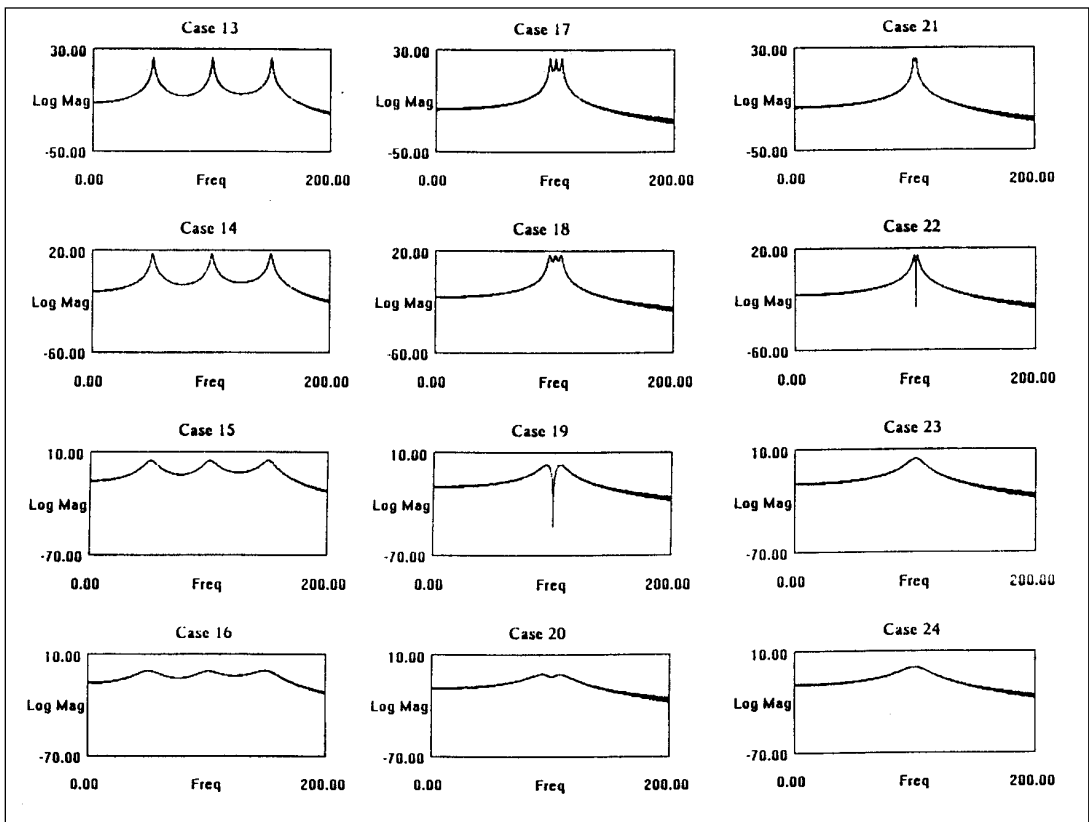 Case 13
30.00
Log Mag
-50.00
0.00
Freq
200.00
Case 17
30.00
Log Mag
-50.00
0.00
Freq
200.00
Case 21
30.00
Log Mag
-50.00
0.00
Freq
200.00
Case 14
20.00
Log Mag
-60.00
0.00
Freq
200.00
Case 18
20.00
Log Mag
-60.00
0.00
Freq
200.00
Case 22
20.00
Log Mag
-60.00
0.00
Freq
200.00
Case 15
10.00
Log Mag
-70.00
0.00
Freq
200.00
Case 19
10.00
Log Mag
-70.00
0.00
Freq
200.00
Case 23
10.00
Log Mag
-70.00
0.00
Freq
200.00
Case 16
10.00
Log Mag
-70.00
0.00
Freq
200.00
Case 20
10.00
Log Mag
-70.00
0.00
Freq
200.00
Case 24
10.00
Log Mag
-70.00
0.00
Freq
200.00